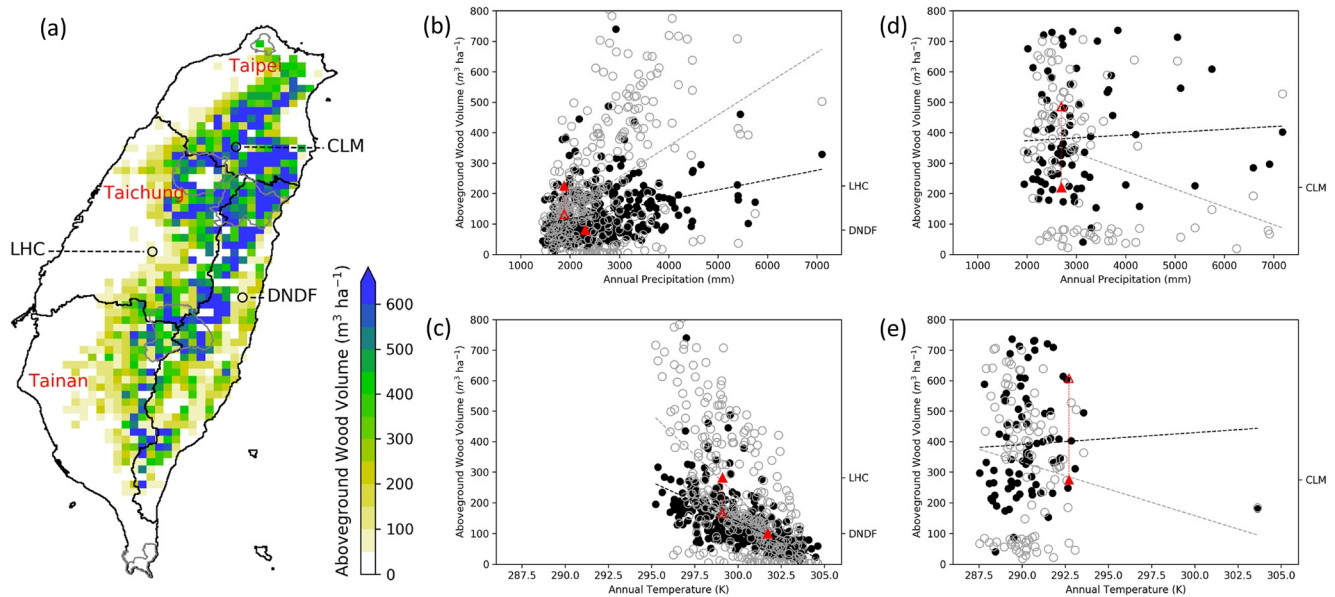 (a)
Taipei
CLM
Taichung
LHC
DNDF
Tainan
Aboveground Wood Volume (m³ ha⁻¹)
600
500
400
300
200
100
0
(b)
Aboveground Wood Volume (m³ ha⁻¹)
800
700
600
500
400
300
200
100
0
LHC
DNDF
1000 2000 3000 4000 5000 6000 7000
Annual Precipitation (mm)
(d)
Aboveground Wood Volume (m³ ha⁻¹)
800
700
600
500
400
300
200
100
0
CLM
1000 2000 3000 4000 5000 6000 7000
Annual Precipitation (mm)
(c)
Aboveground Wood Volume (m³ ha⁻¹)
800
700
600
500
400
300
200
100
0
LHC
DNDF
287.5 290.0 292.5 295.0 297.5 300.0 302.5 305.0
Annual Temperature (K)
(e)
Aboveground Wood Volume (m³ ha⁻¹)
800
700
600
500
400
300
200
100
0
CLM
287.5 290.0 292.5 295.0 297.5 300.0 302.5 305.0
Annual Temperature (K)